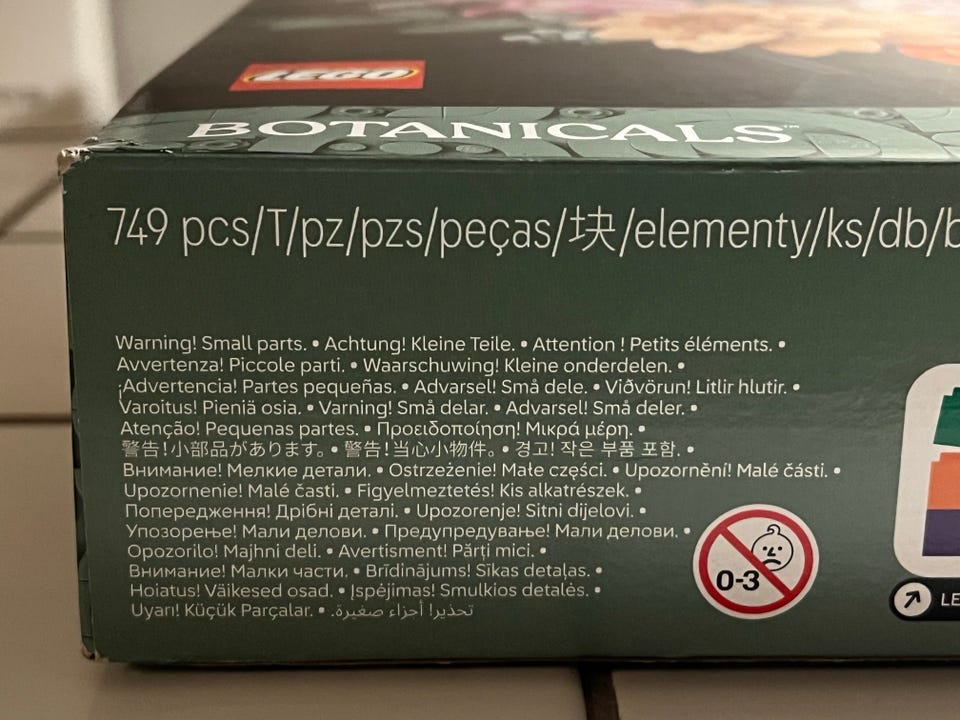 LEGO
BOTANICALS™
749 pcs/T/pz/pzs/peças/块/elementy/ks/db/b
Warning! Small parts. • Achtung! Kleine Teile. • Attention ! Petits éléments. •
Avvertenza! Piccole parti. • Waarschuwing! Kleine onderdelen. •
¡Advertencia! Partes pequeñas. • Advarsel! Små dele. • Viðvörun! Litlir hlutir. •
Varoitus! Pieniä osia. • Varning! Små delar. • Advarsel! Små deler. •
Atenção! Pequenas partes. • Προειδοποίηση! Μικρά μέρη. •
警告!小部品があります。• 警告!当心小物件。• 경고! 작은 부품 포함. •
Внимание! Мелкие детали. • Ostrzeżenie! Małe części. • Upozornění! Malé části. •
Upozornenie! Malé časti. • Figyelmeztetés! Kis alkatrészek. •
Попередження! Дрібні деталі. • Upozorenje! Sitni dijelovi. •
Упозорење! Мали делови. • Предупредување! Мали делови. •
Opozorilo! Majhni deli. • Avertisment! Părți mici. •
Внимание! Малки части. • Brīdinājums! Sīkas detaļas. •
Hoiatus! Väikesed osad. • Įspėjimas! Smulkios detalės. •
Uyarı! Küçük Parçalar. • تحذير! أجزاء صغيرة.
0-3
LE